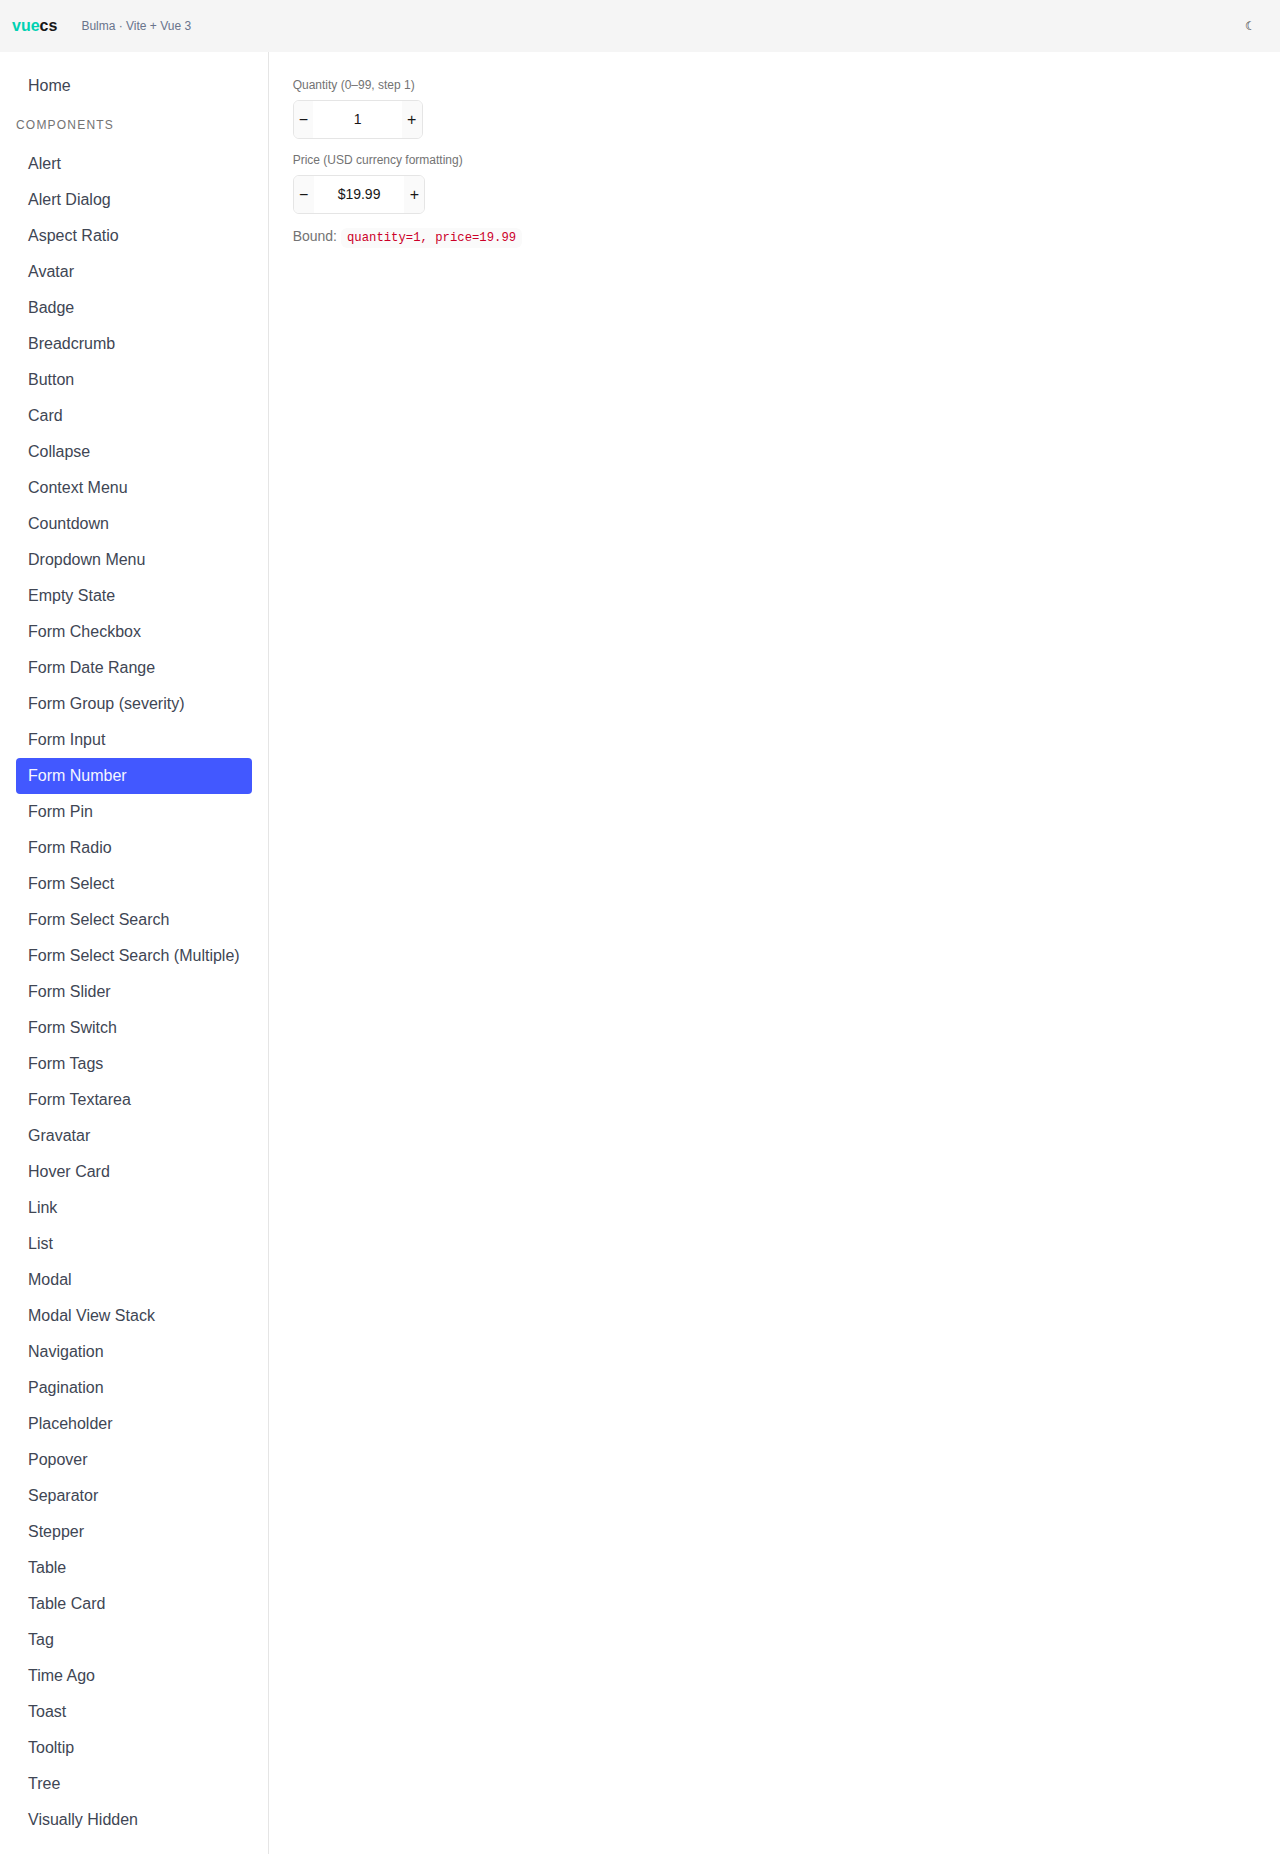 vuecs Bulma · Vite + Vue 3
Home
COMPONENTS
Alert
Alert Dialog
Aspect Ratio
Avatar
Badge
Breadcrumb
Button
Card
Collapse
Context Menu
Countdown
Dropdown Menu
Empty State
Form Checkbox
Form Date Range
Form Group (severity)
Form Input
Form Number
Form Pin
Form Radio
Form Select
Form Select Search
Form Select Search (Multiple)
Form Slider
Form Switch
Form Tags
Form Textarea
Gravatar
Hover Card
Link
List
Modal
Modal View Stack
Navigation
Pagination
Placeholder
Popover
Separator
Stepper
Table
Table Card
Tag
Time Ago
Toast
Tooltip
Tree
Visually Hidden
Quantity (0–99, step 1)
− 1 +
Price (USD currency formatting)
− $19.99 +
Bound: quantity=1, price=19.99